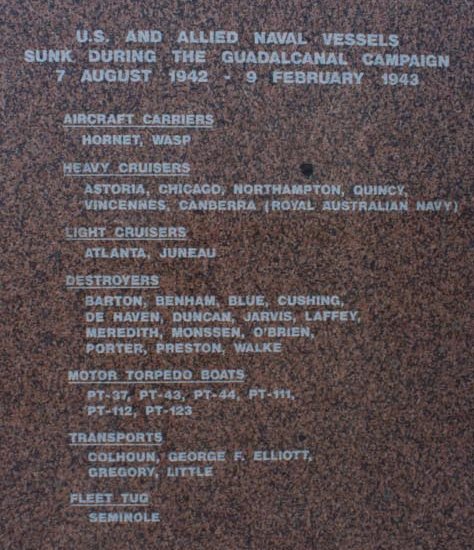 U.S. AND ALLIED NAVAL VESSELS
SUNK DURING THE GUADALCANAL CAMPAIGN
7 AUGUST 1942 - 9 FEBRUARY 1943
AIRCRAFT CARRIERS
HORNET, WASP
HEAVY CRUISERS
ASTORIA, CHICAGO, NORTHAMPTON, QUINCY,
VINCENNES, CANBERRA (ROYAL AUSTRALIAN NAVY)
LIGHT CRUISERS
ATLANTA, JUNEAU
DESTROYERS
BARTON, BENHAM, BLUE, CUSHING,
DE HAVEN, DUNCAN, JARVIS, LAFFEY,
MEREDITH, MONSSEN, O'BRIEN,
PORTER, PRESTON, WALKE
MOTOR TORPEDO BOATS
PT-37, PT-43, PT-44, PT-111,
PT-112, PT-123
TRANSPORTS
COLHOUN, GEORGE F. ELLIOTT,
GREGORY, LITTLE
FLEET TUG
SEMINOLE